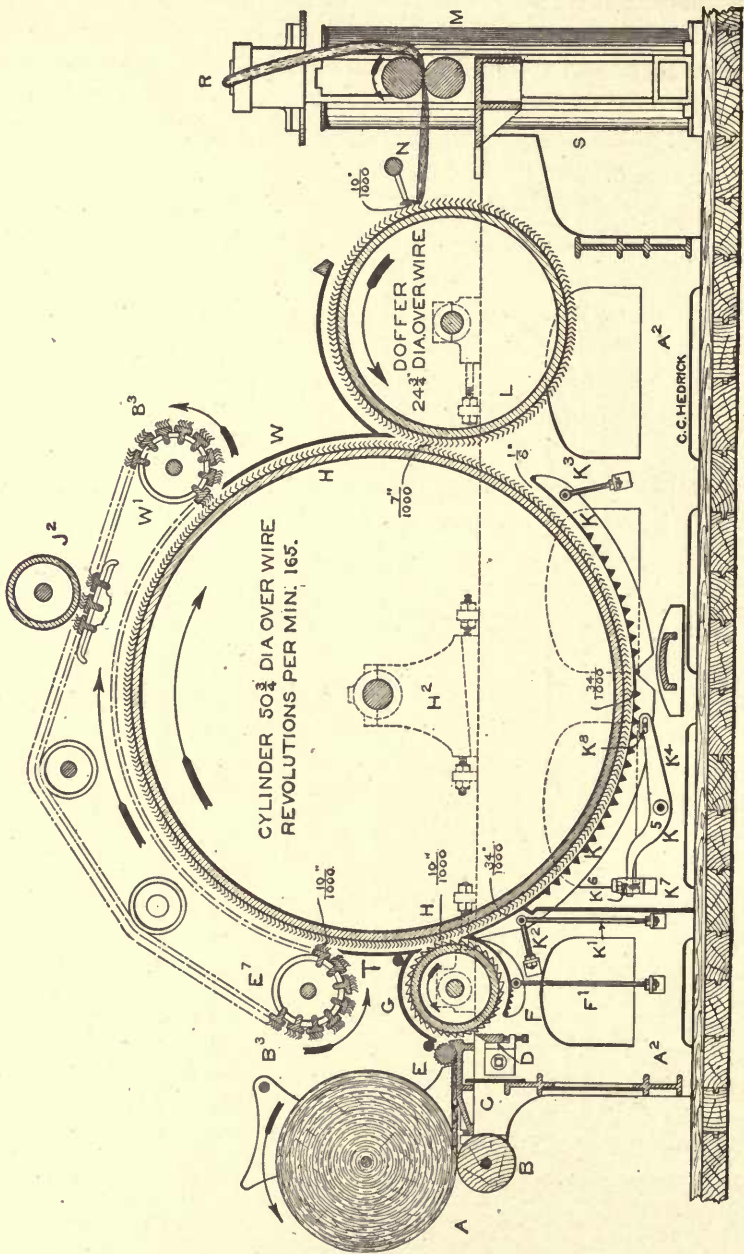 R
M
J²
B³
N
10"
1000
W¹
W
S
H
DOFFER
24¾" DIA. OVER WIRE
CYLINDER 50¾ DIA OVER WIRE
REVOLUTIONS PER MIN. 165.
L
7"
1000
A²
C.C. HEDRICK
H²
K³
K
34"
1000
K⁸
K⁴
K
5
K⁶
K⁷
K
E⁷
10"
1000
B³
T
H
10"
1000
34"
1000
G
K²
K¹
F
F¹
E
D
C
A²
B
A